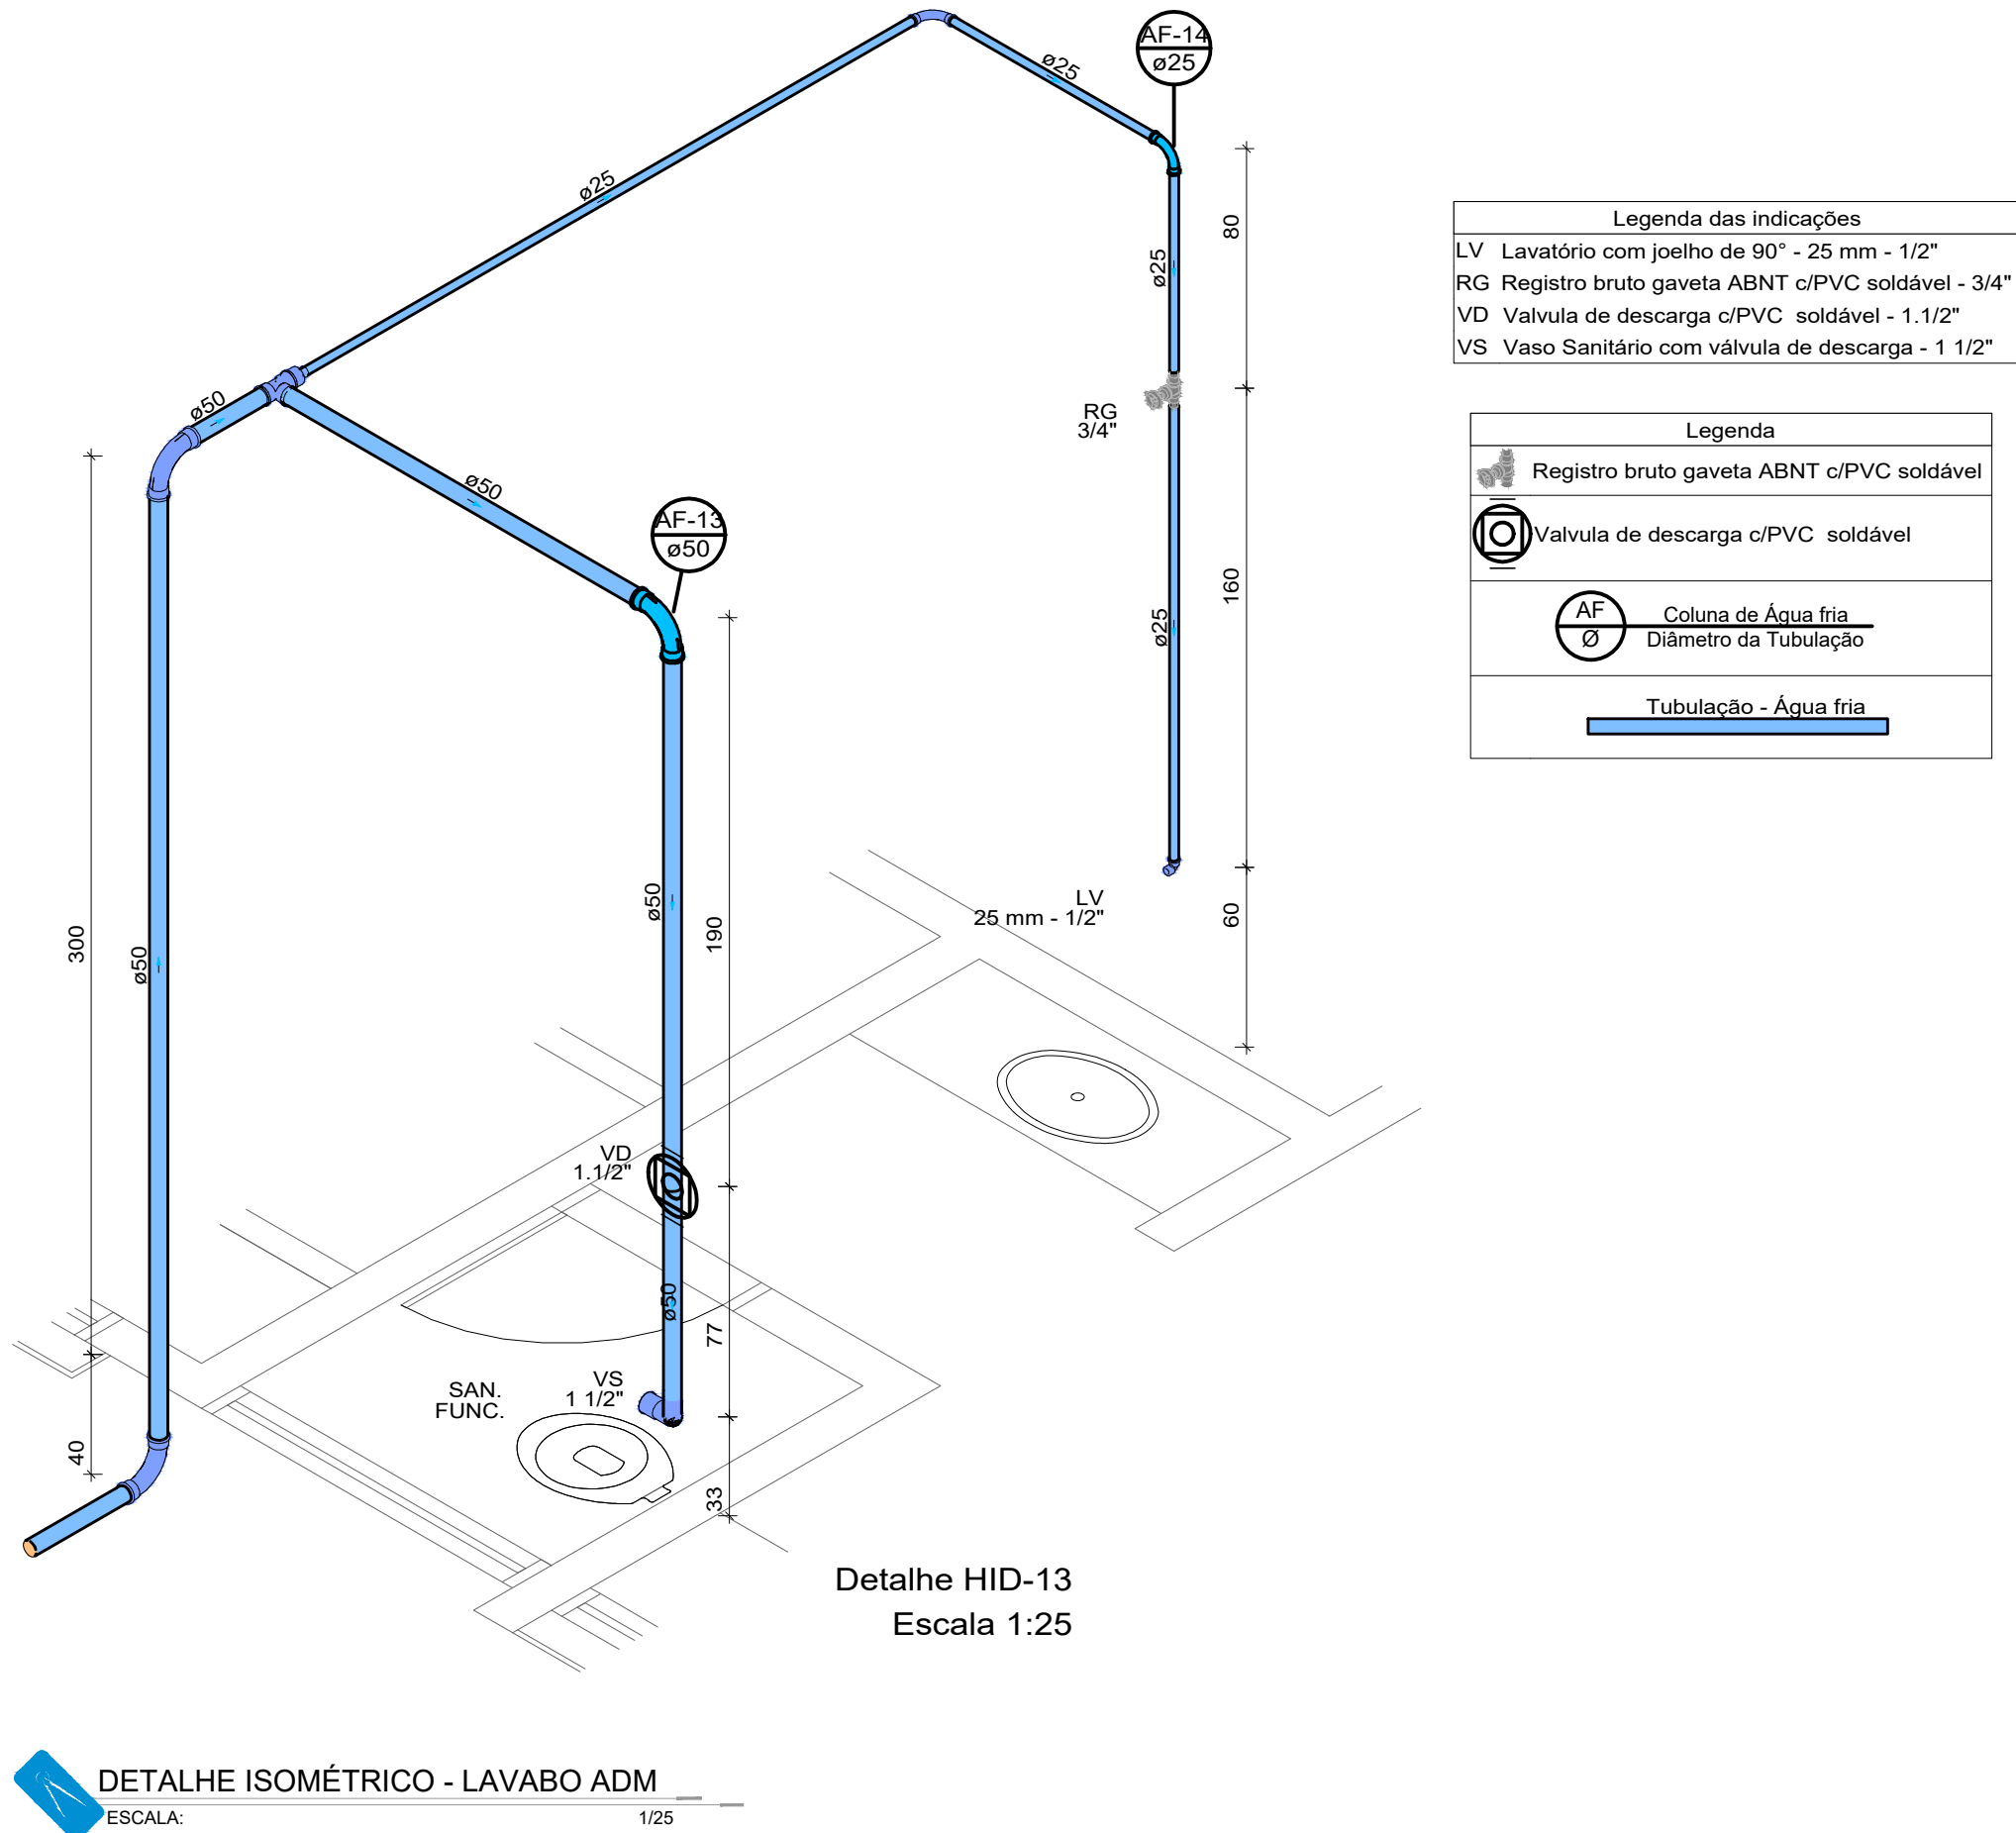 AF-14
ø25
ø25
ø25
80
ø25
RG
3/4"
ø50
ø50
AF-13
ø50
160
ø25
300
ø50
ø50
190
LV
25 mm - 1/2"
60
VD
1.1/2"
ø50
77
SAN.
FUNC.
VS
1 1/2"
40
33
Legenda das indicações
LV Lavatório com joelho de 90° - 25 mm - 1/2"
RG Registro bruto gaveta ABNT c/PVC soldável - 3/4"
VD Valvula de descarga c/PVC soldável - 1.1/2"
VS Vaso Sanitário com válvula de descarga - 1 1/2"
Legenda
Registro bruto gaveta ABNT c/PVC soldável
Valvula de descarga c/PVC soldável
AF
Ø
Coluna de Água fria
Diâmetro da Tubulação
Tubulação - Água fria
Detalhe HID-13
Escala 1:25
DETALHE ISOMÉTRICO - LAVABO ADM
ESCALA: 1/25